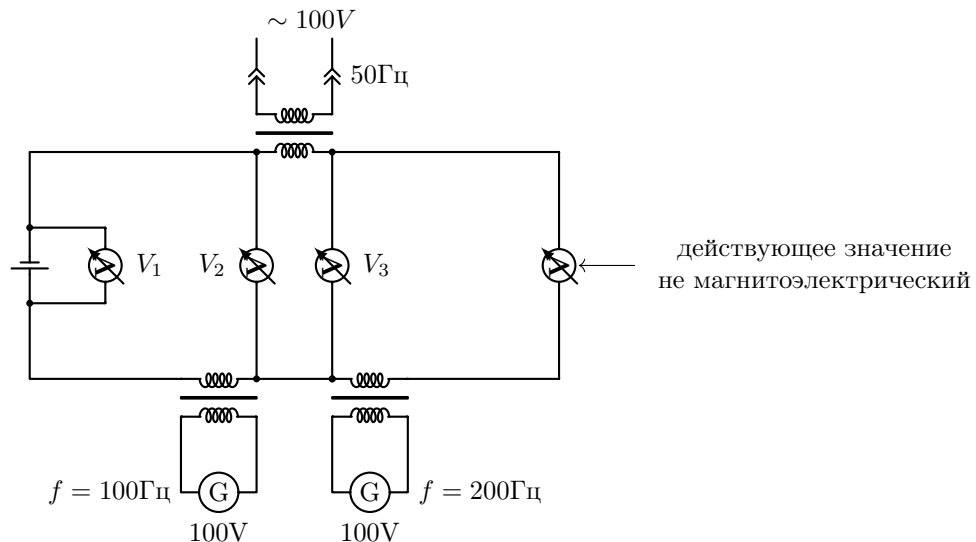 ∼ 100V
50Гц
V₁
V₂
V₃
V
V
V
V
действующее значение
не магнитоэлектрический
f = 100Гц
G
100V
G
100V
f = 200Гц